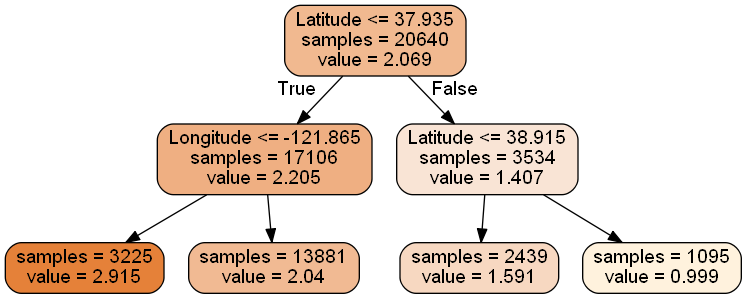 Latitude <= 37.935
samples = 20640
value = 2.069
True
False
Longitude <= -121.865
samples = 17106
value = 2.205
Latitude <= 38.915
samples = 3534
value = 1.407
samples = 3225
value = 2.915
samples = 13881
value = 2.04
samples = 2439
value = 1.591
samples = 1095
value = 0.999